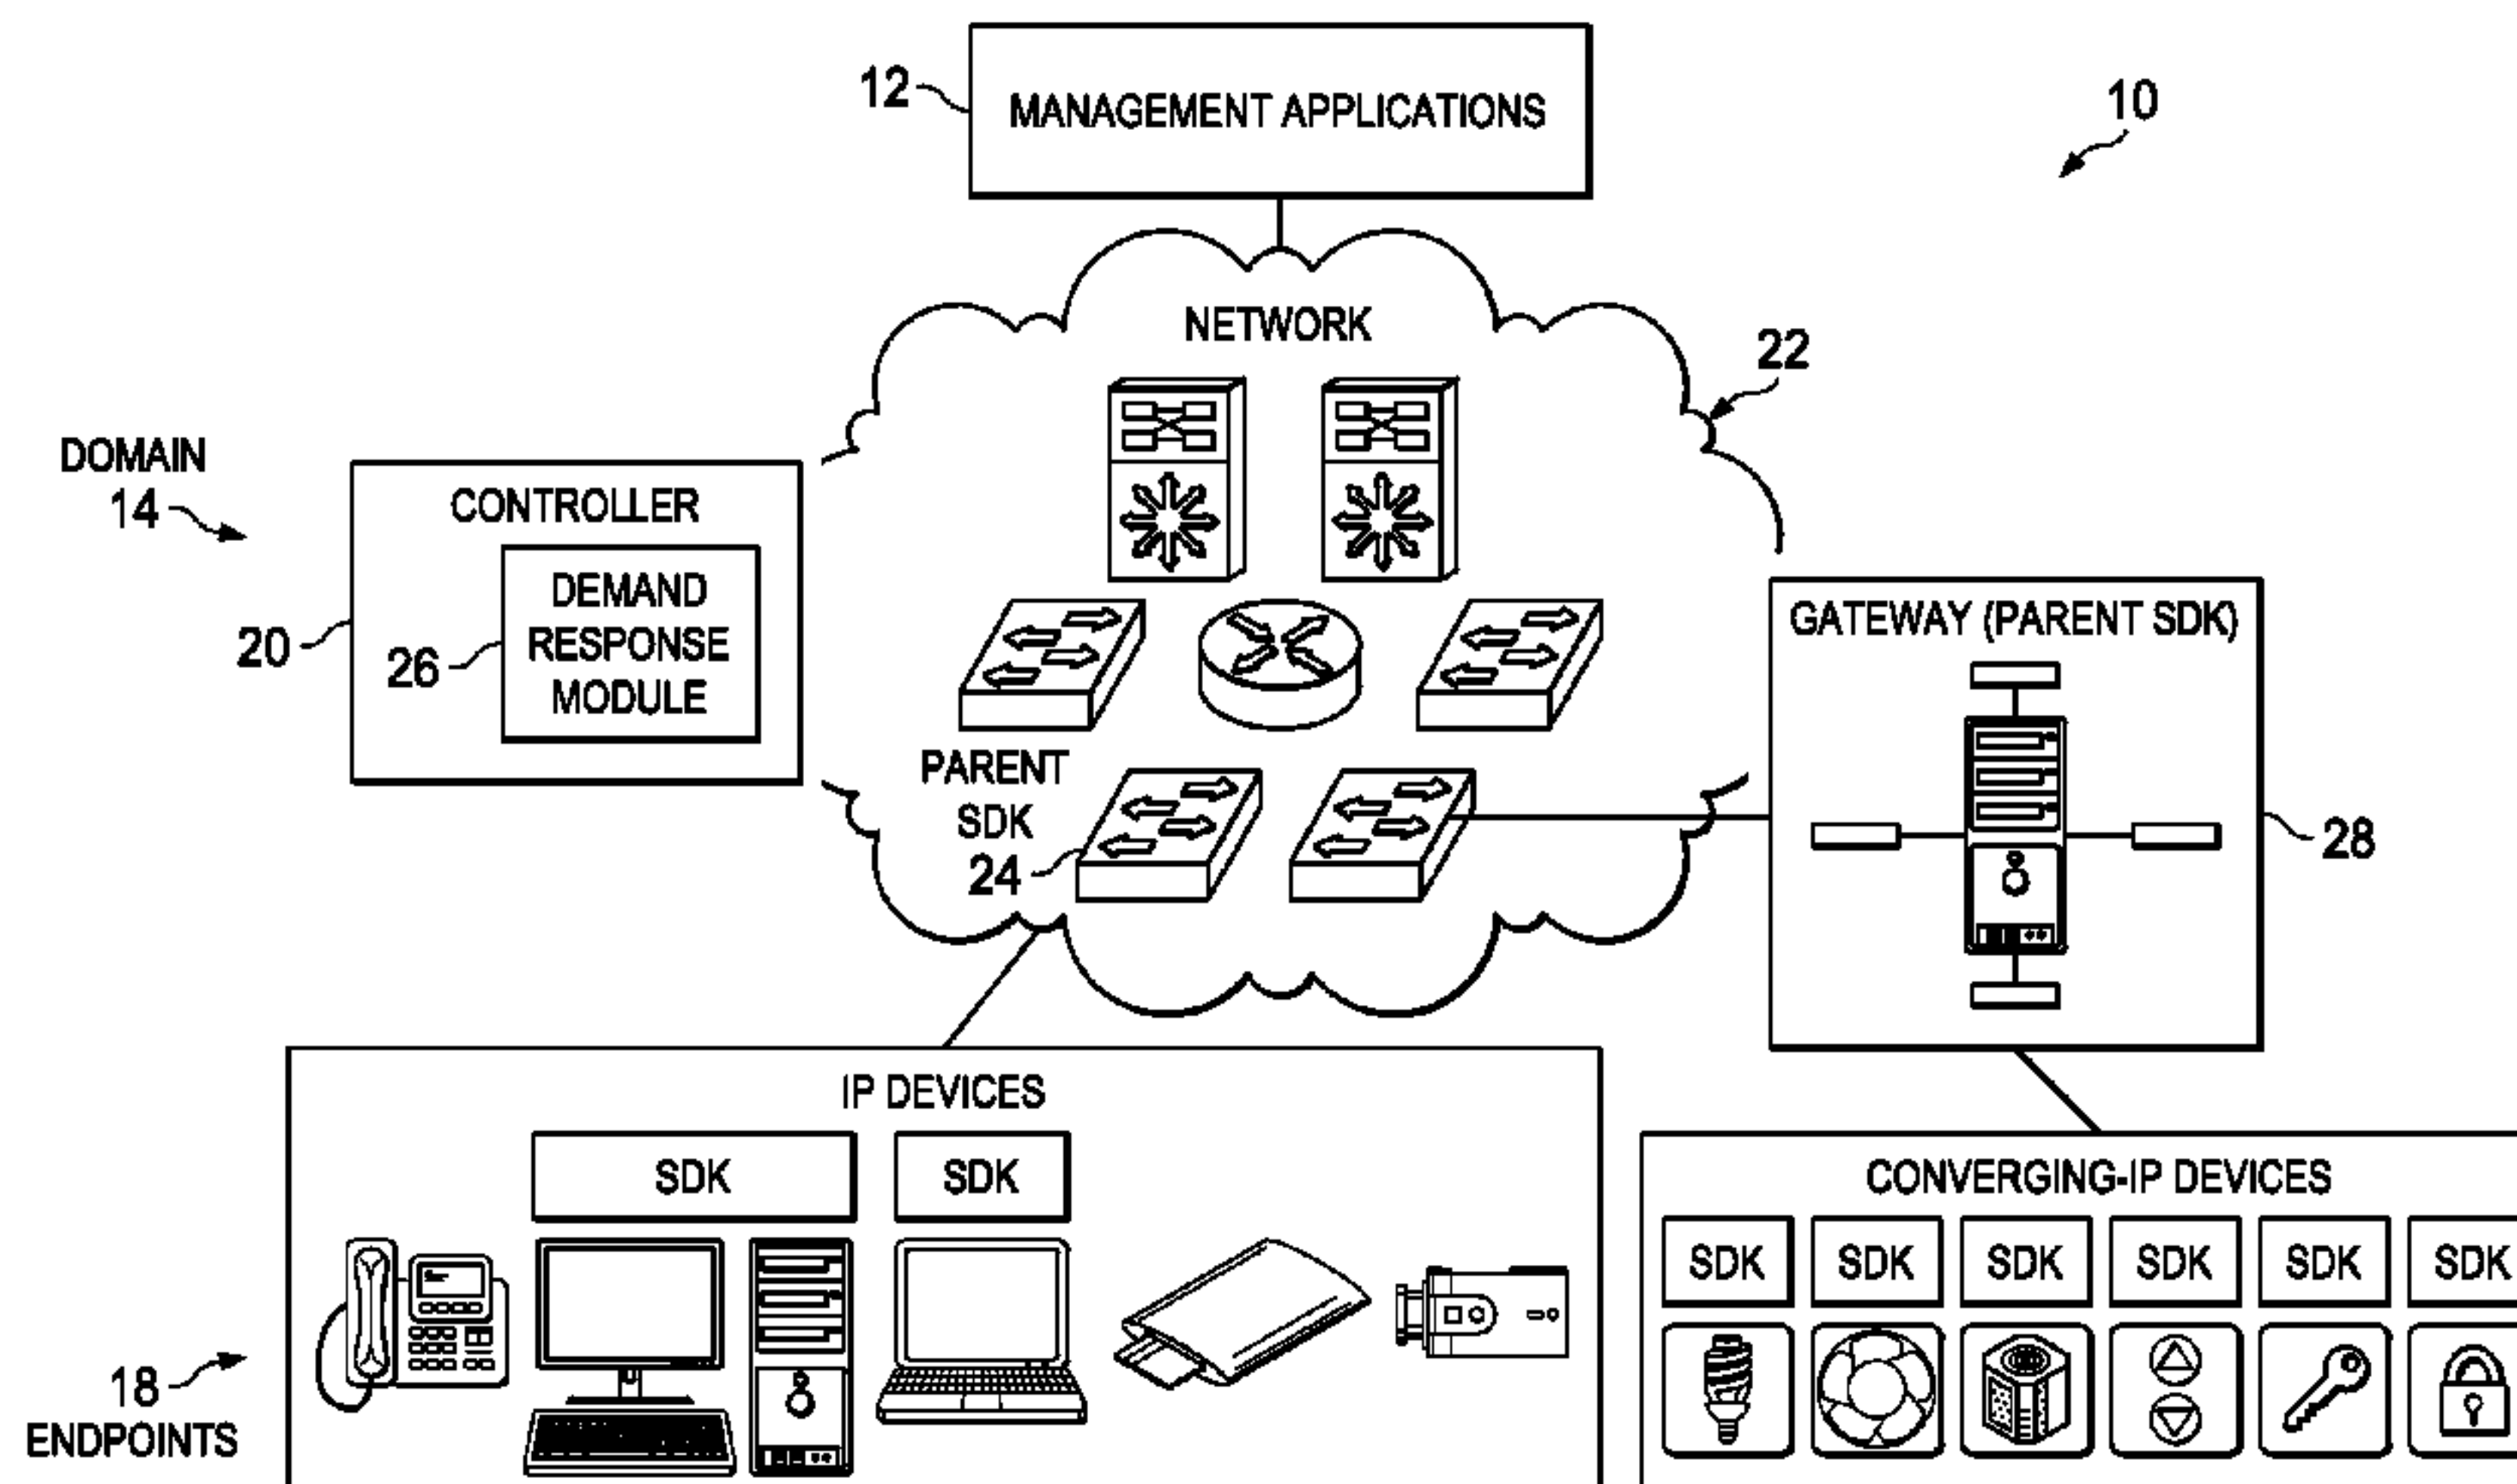 MANAGEMENT APPLICATIONS
12
10
NETWORK
22
DOMAIN
14
CONTROLLER
DEMAND
RESPONSE
MODULE
20
26
GATEWAY (PARENT SDK)
PARENT
SDK
24
28
IP DEVICES
SDK
SDK
CONVERGING-IP DEVICES
SDK
SDK
SDK
SDK
SDK
SDK
18
ENDPOINTS